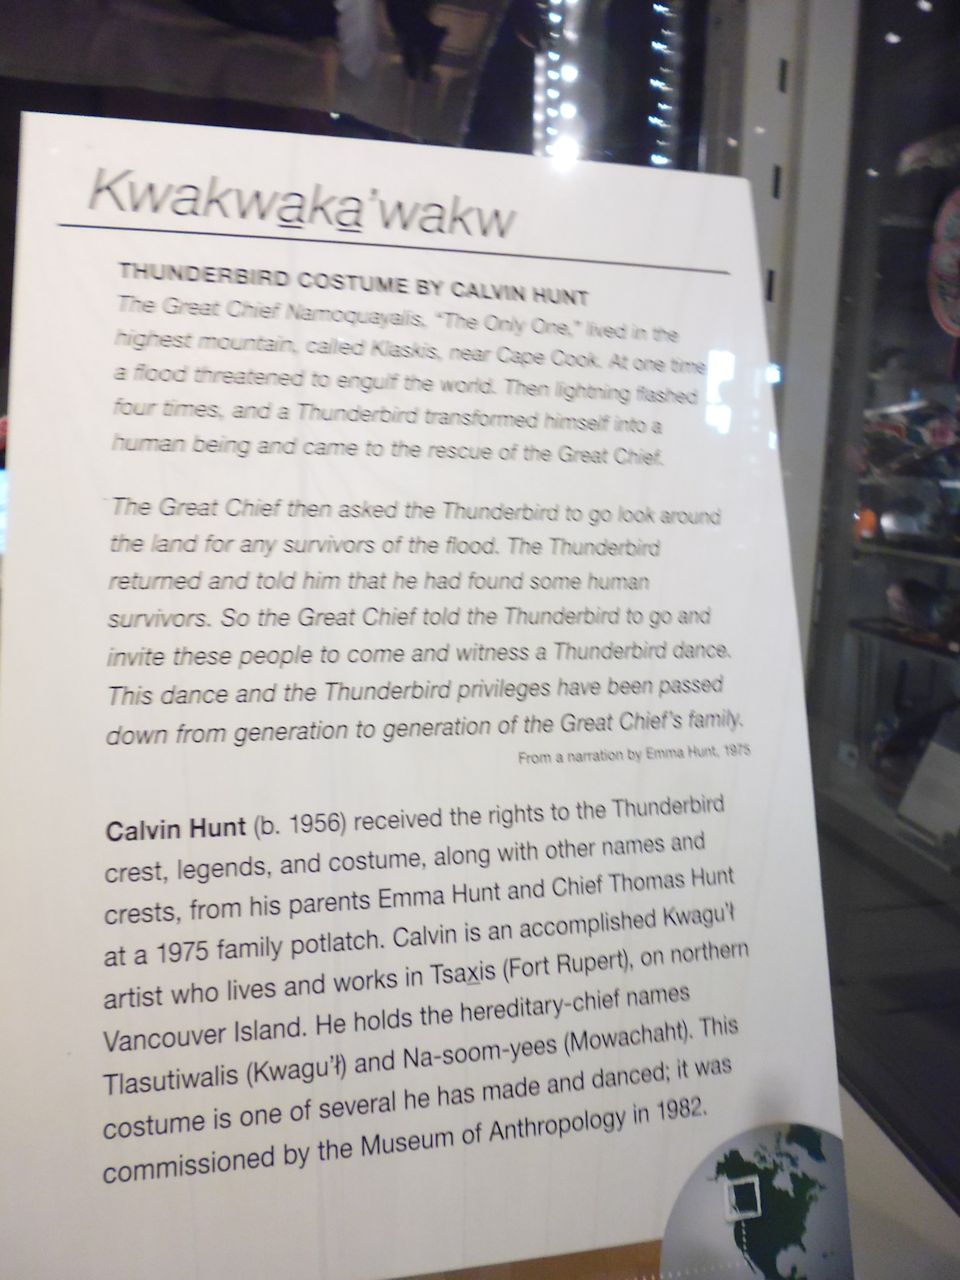 Kwakwa̱ka̱'wakw
THUNDERBIRD COSTUME BY CALVIN HUNT
The Great Chief Namoquayalis, "The Only One," lived in the
highest mountain, called Klaskis, near Cape Cook. At one time
a flood threatened to engulf the world. Then lightning flashed
four times, and a Thunderbird transformed himself into a
human being and came to the rescue of the Great Chief.
The Great Chief then asked the Thunderbird to go look around
the land for any survivors of the flood. The Thunderbird
returned and told him that he had found some human
survivors. So the Great Chief told the Thunderbird to go and
invite these people to come and witness a Thunderbird dance.
This dance and the Thunderbird privileges have been passed
down from generation to generation of the Great Chief's family.
From a narration by Emma Hunt, 1975
Calvin Hunt (b. 1956) received the rights to the Thunderbird
crest, legends, and costume, along with other names and
crests, from his parents Emma Hunt and Chief Thomas Hunt
at a 1975 family potlatch. Calvin is an accomplished Kwagu'ł
artist who lives and works in Tsax̱is (Fort Rupert), on northern
Vancouver Island. He holds the hereditary-chief names
Tlasutiwalis (Kwagu'ł) and Na-soom-yees (Mowachaht). This
costume is one of several he has made and danced; it was
commissioned by the Museum of Anthropology in 1982.